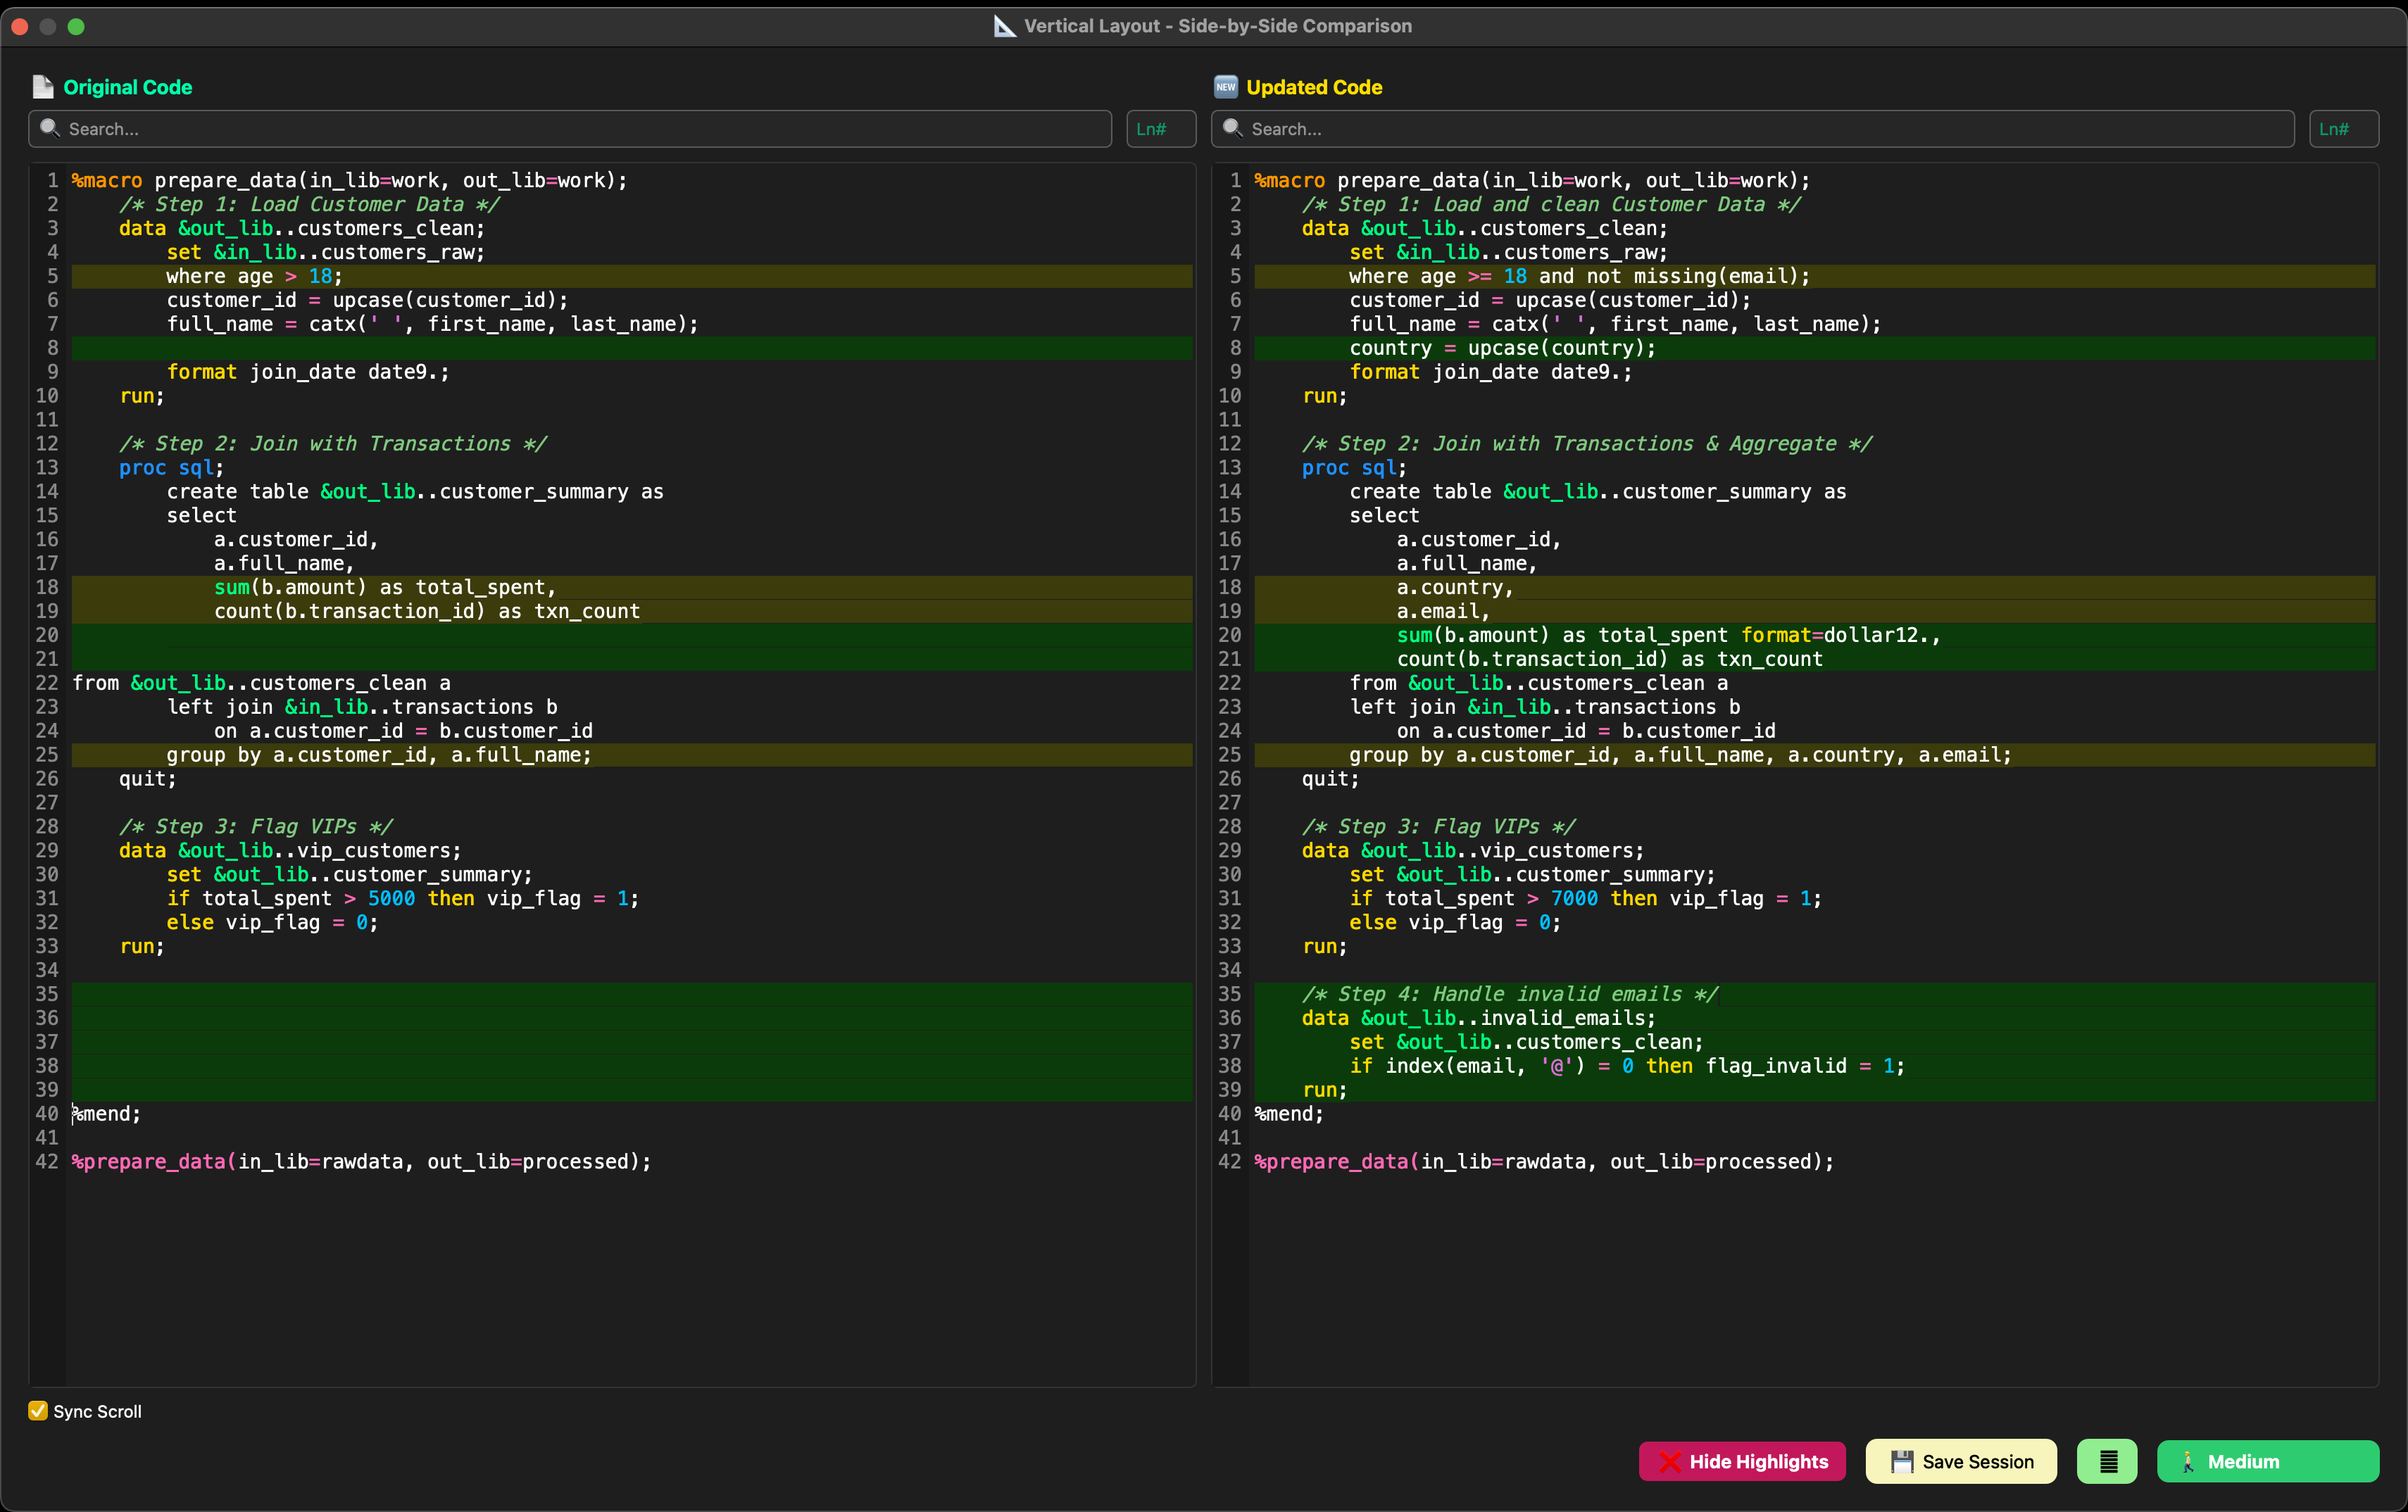 Vertical Layout - Side-by-Side Comparison
Original Code
Search...
Ln#
1 %macro prepare_data(in_lib=work, out_lib=work);
2     /* Step 1: Load Customer Data */
3     data &out_lib..customers_clean;
4         set &in_lib..customers_raw;
5         where age > 18;
6         customer_id = upcase(customer_id);
7         full_name = catx(' ', first_name, last_name);
8
9         format join_date date9.;
10     run;
11
12     /* Step 2: Join with Transactions */
13     proc sql;
14         create table &out_lib..customer_summary as
15         select
16             a.customer_id,
17             a.full_name,
18             sum(b.amount) as total_spent,
19             count(b.transaction_id) as txn_count
20
21
22 from &out_lib..customers_clean a
23         left join &in_lib..transactions b
24             on a.customer_id = b.customer_id
25         group by a.customer_id, a.full_name;
26     quit;
27
28     /* Step 3: Flag VIPs */
29     data &out_lib..vip_customers;
30         set &out_lib..customer_summary;
31         if total_spent > 5000 then vip_flag = 1;
32         else vip_flag = 0;
33     run;
34
35
36
37
38
39
40 %mend;
41
42 %prepare_data(in_lib=rawdata, out_lib=processed);
NEW Updated Code
Search...
Ln#
1 %macro prepare_data(in_lib=work, out_lib=work);
2     /* Step 1: Load and clean Customer Data */
3     data &out_lib..customers_clean;
4         set &in_lib..customers_raw;
5         where age >= 18 and not missing(email);
6         customer_id = upcase(customer_id);
7         full_name = catx(' ', first_name, last_name);
8         country = upcase(country);
9         format join_date date9.;
10     run;
11
12     /* Step 2: Join with Transactions & Aggregate */
13     proc sql;
14         create table &out_lib..customer_summary as
15         select
16             a.customer_id,
17             a.full_name,
18             a.country,
19             a.email,
20             sum(b.amount) as total_spent format=dollar12.,
21             count(b.transaction_id) as txn_count
22         from &out_lib..customers_clean a
23         left join &in_lib..transactions b
24             on a.customer_id = b.customer_id
25         group by a.customer_id, a.full_name, a.country, a.email;
26     quit;
27
28     /* Step 3: Flag VIPs */
29     data &out_lib..vip_customers;
30         set &out_lib..customer_summary;
31         if total_spent > 7000 then vip_flag = 1;
32         else vip_flag = 0;
33     run;
34
35     /* Step 4: Handle invalid emails */
36     data &out_lib..invalid_emails;
37         set &out_lib..customers_clean;
38         if index(email, '@') = 0 then flag_invalid = 1;
39     run;
40 %mend;
41
42 %prepare_data(in_lib=rawdata, out_lib=processed);
Sync Scroll
Hide Highlights
Save Session
Medium